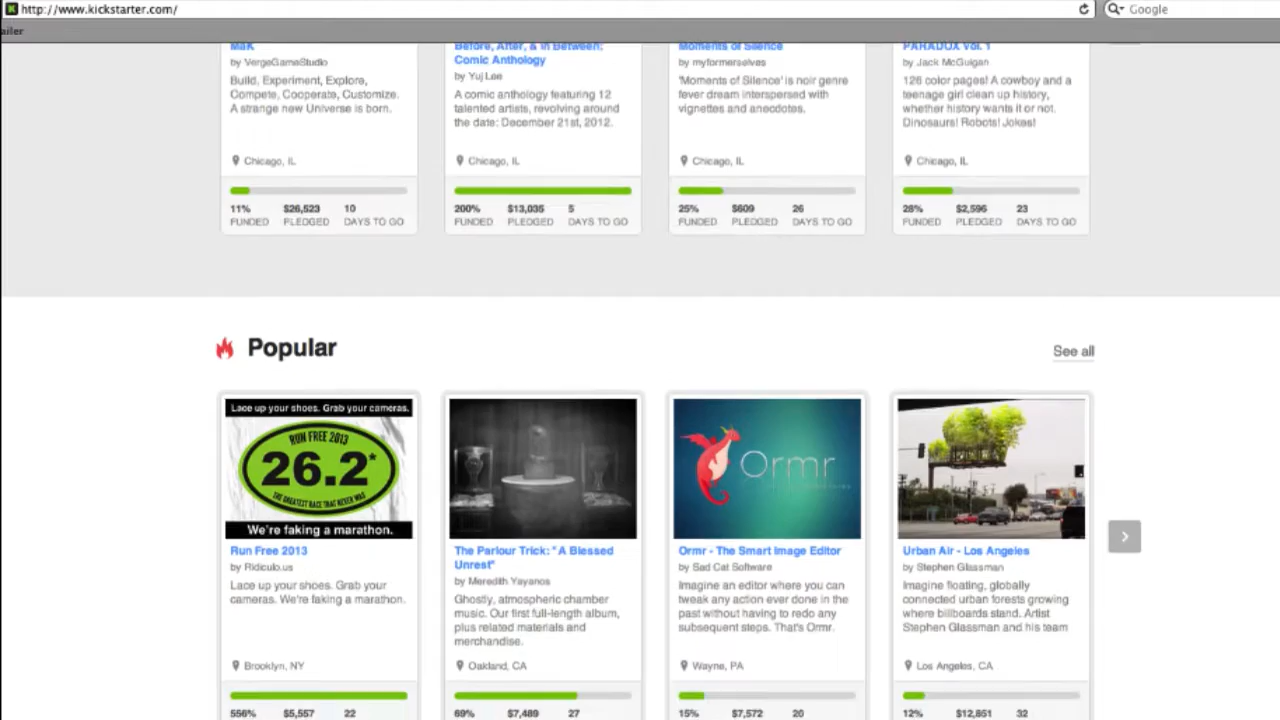 http://www.kickstarter.com/
Google
ailer
MaK
by VergeGameStudio
Build, Experiment, Explore,
Compete, Cooperate, Customize.
A strange new Universe is born.
Chicago, IL
11% $26,523 10
FUNDED PLEDGED DAYS TO GO
Before, After, & In Between:
Comic Anthology
by Yuj Lee
A comic anthology featuring 12
talented artists, revolving around
the date: December 21st, 2012.
Chicago, IL
200% $13,035 5
FUNDED PLEDGED DAYS TO GO
Moments of Silence
by myformerselves
'Moments of Silence' is noir genre
fever dream interspersed with
vignettes and anecdotes.
Chicago, IL
25% $609 26
FUNDED PLEDGED DAYS TO GO
PARADOX Vol. 1
by Jack McGuigan
126 color pages! A cowboy and a
teenage girl clean up history,
whether history wants it or not.
Dinosaurs! Robots! Jokes!
Chicago, IL
28% $2,596 23
FUNDED PLEDGED DAYS TO GO
Popular
See all
Lace up your shoes. Grab your cameras.
RUN FREE 2013
26.2*
THE GREATEST RACE THAT NEVER WAS
We're faking a marathon.
Run Free 2013
by Ridiculo.us
Lace up your shoes. Grab your
cameras. We're faking a marathon.
Brooklyn, NY
556% $5,557 22
The Parlour Trick: "A Blessed
Unrest"
by Meredith Yayanos
Ghostly, atmospheric chamber
music. Our first full-length album,
plus related materials and
merchandise.
Oakland, CA
69% $7,489 27
Ormr
Ormr - The Smart Image Editor
by Sad Cat Software
Imagine an editor where you can
tweak any action ever done in the
past without having to redo any
subsequent steps. That's Ormr.
Wayne, PA
15% $7,572 20
Urban Air - Los Angeles
by Stephen Glassman
Imagine floating, globally
connected urban forests growing
where billboards stand. Artist
Stephen Glassman and his team
Los Angeles, CA
12% $12,851 32